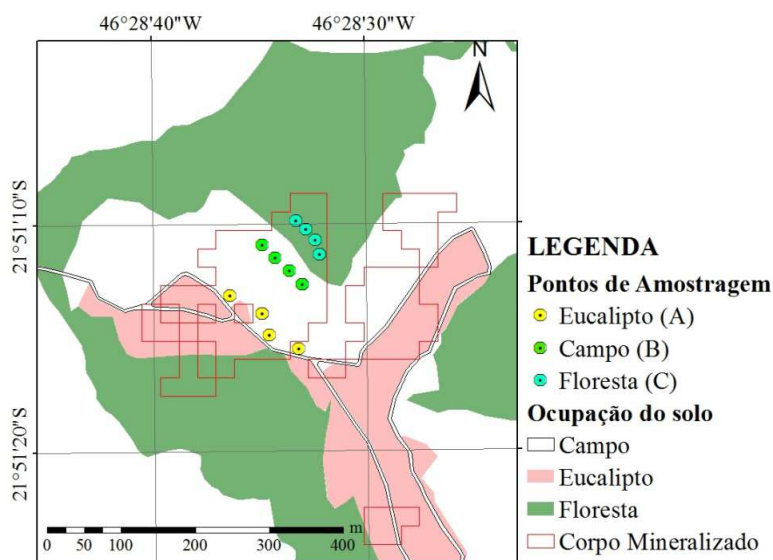 46°28'40"W
46°28'30"W
N
21°51'10"S
21°51'20"S
LEGENDA
Pontos de Amostragem
Eucalipto (A)
Campo (B)
Floresta (C)
Ocupação do solo
Campo
Eucalipto
Floresta
Corpo Mineralizado
m
0 50 100 200 300 400